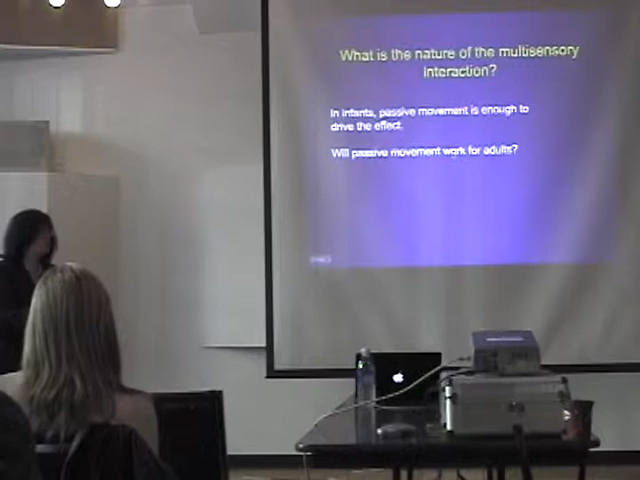 What is the nature of the multisensory
interaction?
In infants, passive movement is enough to
drive the effect.
Will passive movement work for adults?